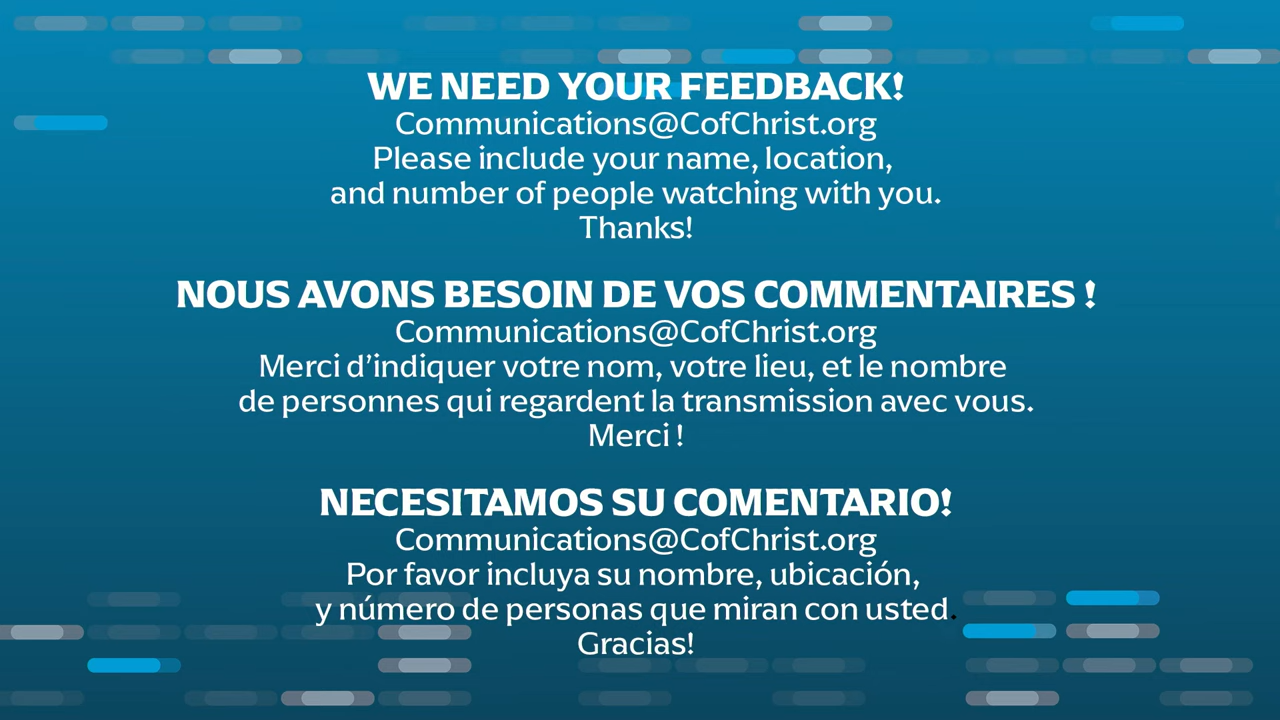 WE NEED YOUR FEEDBACK!
Communications@CofChrist.org
Please include your name, location,
and number of people watching with you.
Thanks!
NOUS AVONS BESOIN DE VOS COMMENTAIRES !
Communications@CofChrist.org
Merci d’indiquer votre nom, votre lieu, et le nombre
de personnes qui regardent la transmission avec vous.
Merci !
NECESITAMOS SU COMENTARIO!
Communications@CofChrist.org
Por favor incluya su nombre, ubicación,
y número de personas que miran con usted.
Gracias!